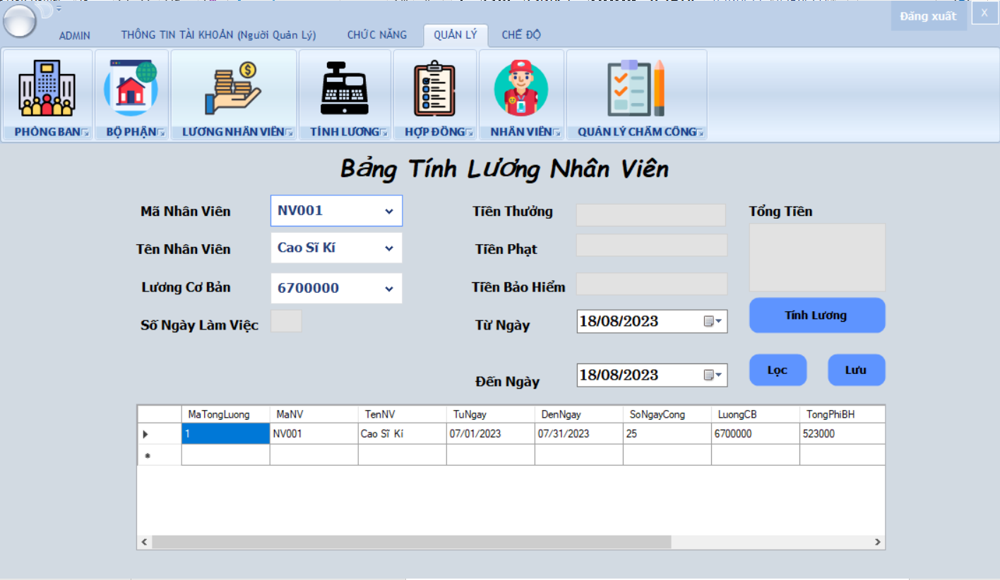 Đăng xuất X
ADMIN THÔNG TIN TÀI KHOẢN (Người Quản Lý) CHỨC NĂNG QUẢN LÝ CHẾ ĐỘ
PHÒNG BAN BỘ PHẬN LƯƠNG NHÂN VIÊN TÍNH LƯƠNG HỢP ĐỒNG NHÂN VIÊN QUẢN LÝ CHẤM CÔNG
Bảng Tính Lương Nhân Viên
Mã Nhân Viên NV001 Tiền Thưởng Tổng Tiền
Tên Nhân Viên Cao Sĩ Kí Tiền Phạt
Lương Cơ Bản 6700000 Tiền Bảo Hiểm
Số Ngày Làm Việc Từ Ngày 18/08/2023 Tính Lương
Đến Ngày 18/08/2023 Lọc Lưu
MaTongLuong MaNV TenNV TuNgay DenNgay SoNgayCong LuongCB TongPhiBH
1 NV001 Cao Sĩ Kí 07/01/2023 07/31/2023 25 6700000 523000